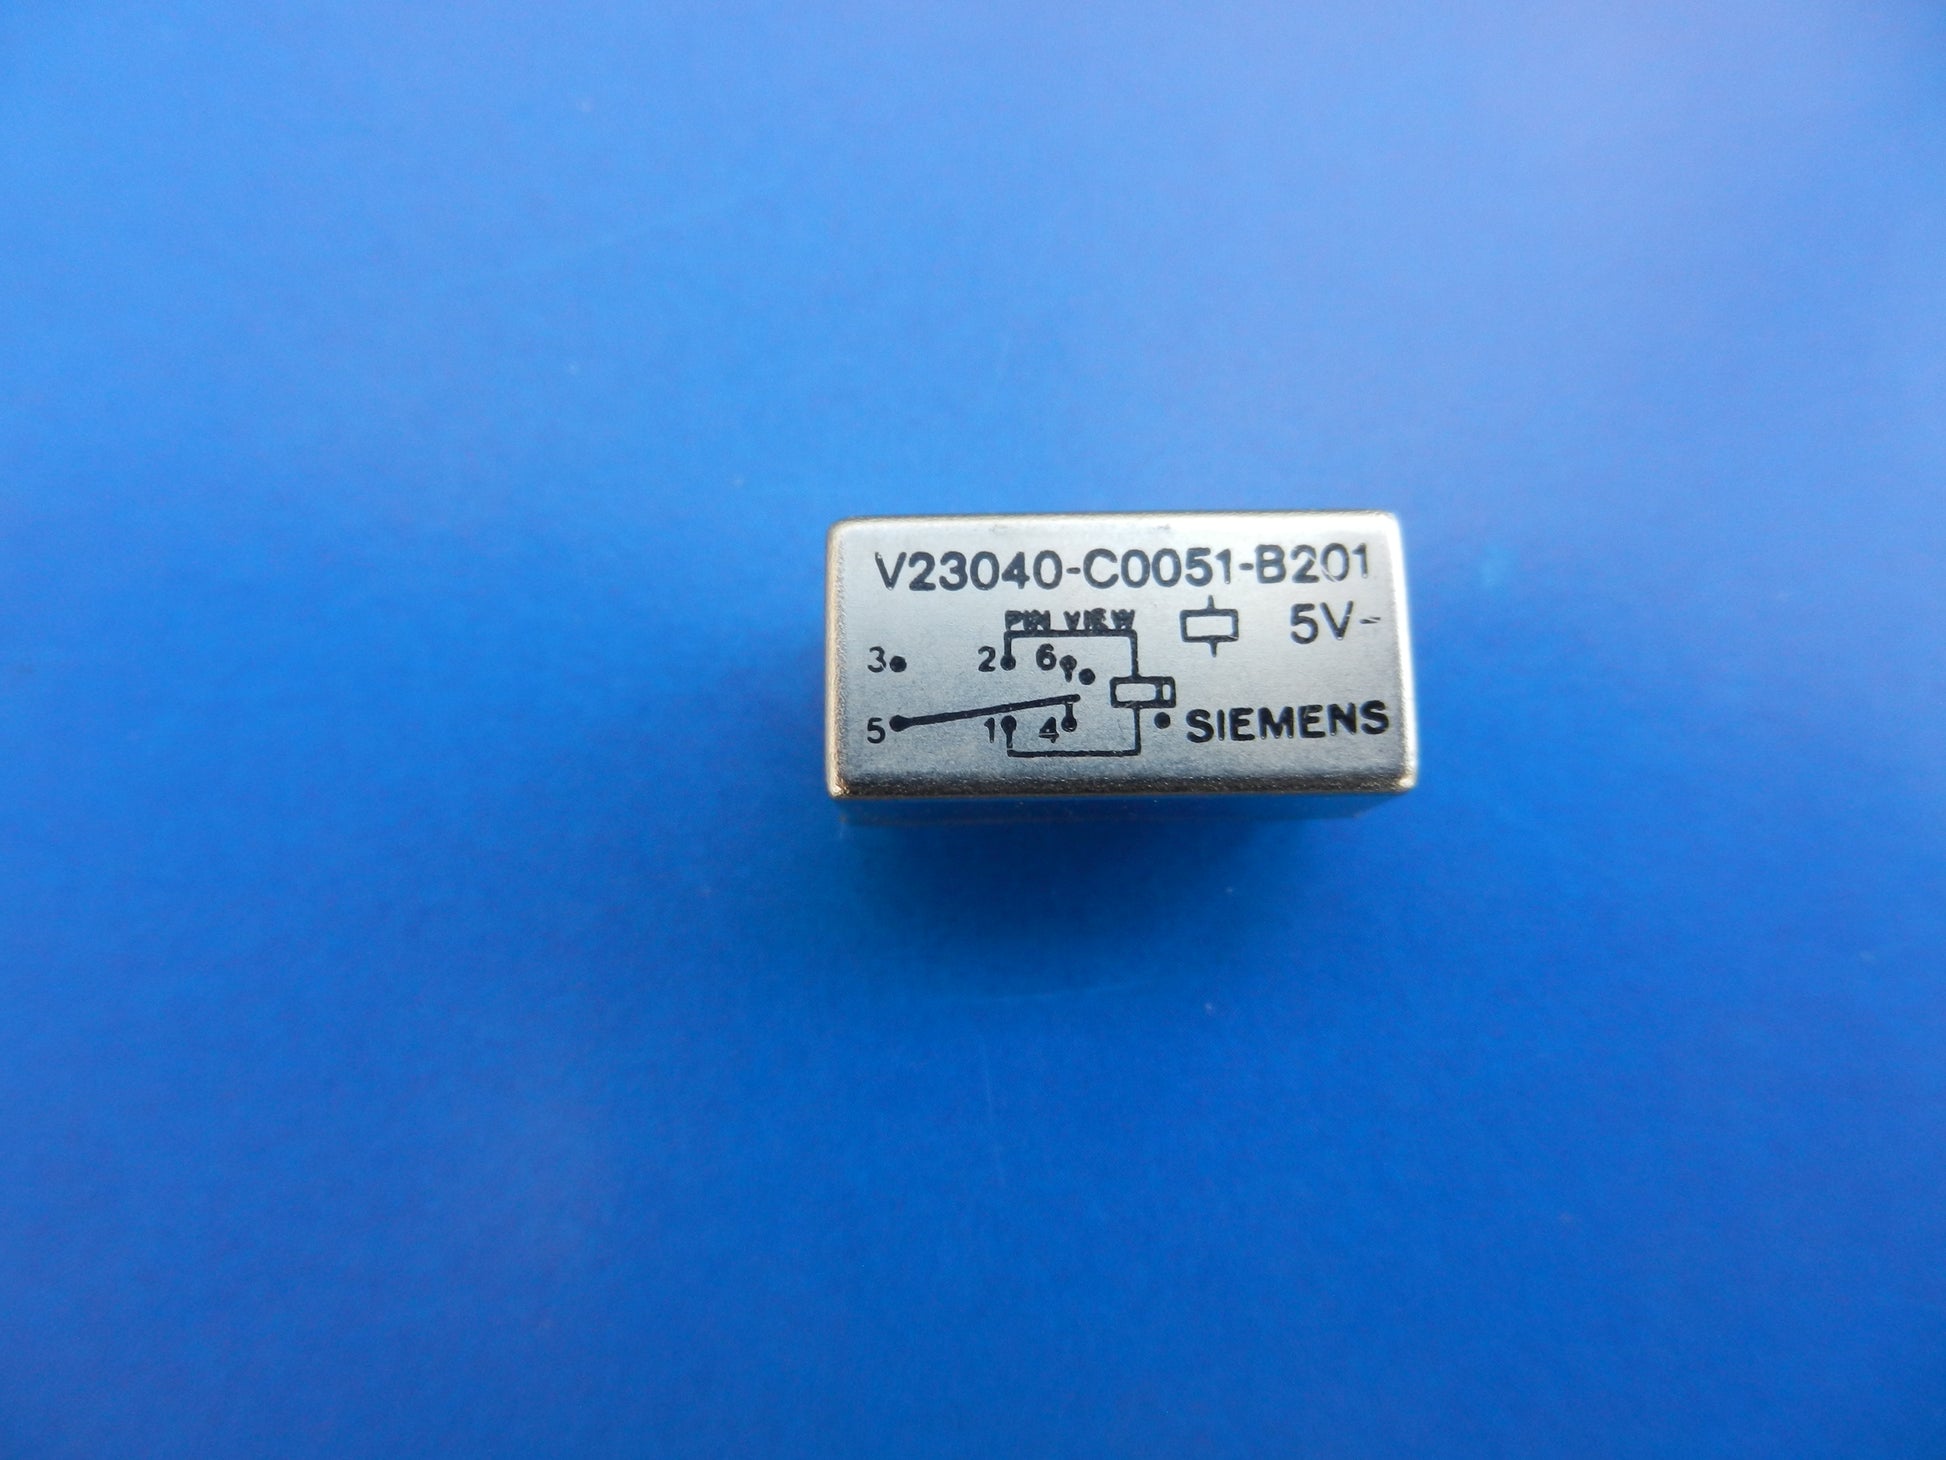 V23040-C0051-B201
PIN VIEW
5V-
3 2 6
5 1 4
SIEMENS